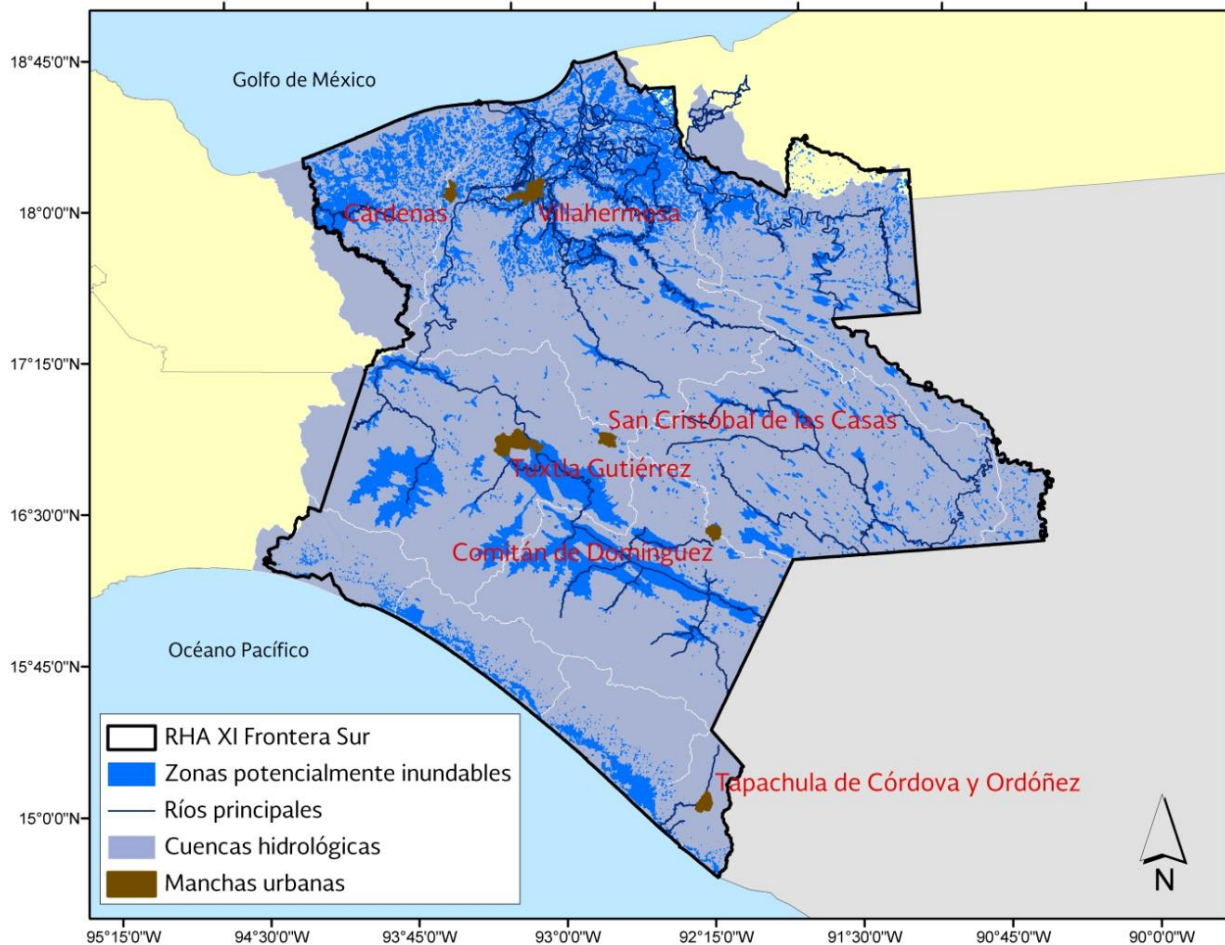 18°45'0"N
Golfo de México
18°0'0"N
Cárdenas
Villahermosa
17°15'0"N
San Cristóbal de las Casas
Tuxtla Gutiérrez
16°30'0"N
Comitán de Domínguez
Océano Pacífico
15°45'0"N
RHA XI Frontera Sur
Zonas potencialmente inundables
Ríos principales
Cuencas hidrológicas
Manchas urbanas
Tapachula de Córdova y Ordóñez
15°0'0"N
N
95°15'0"W
94°30'0"W
93°45'0"W
93°0'0"W
92°15'0"W
91°30'0"W
90°45'0"W
90°0'0"W